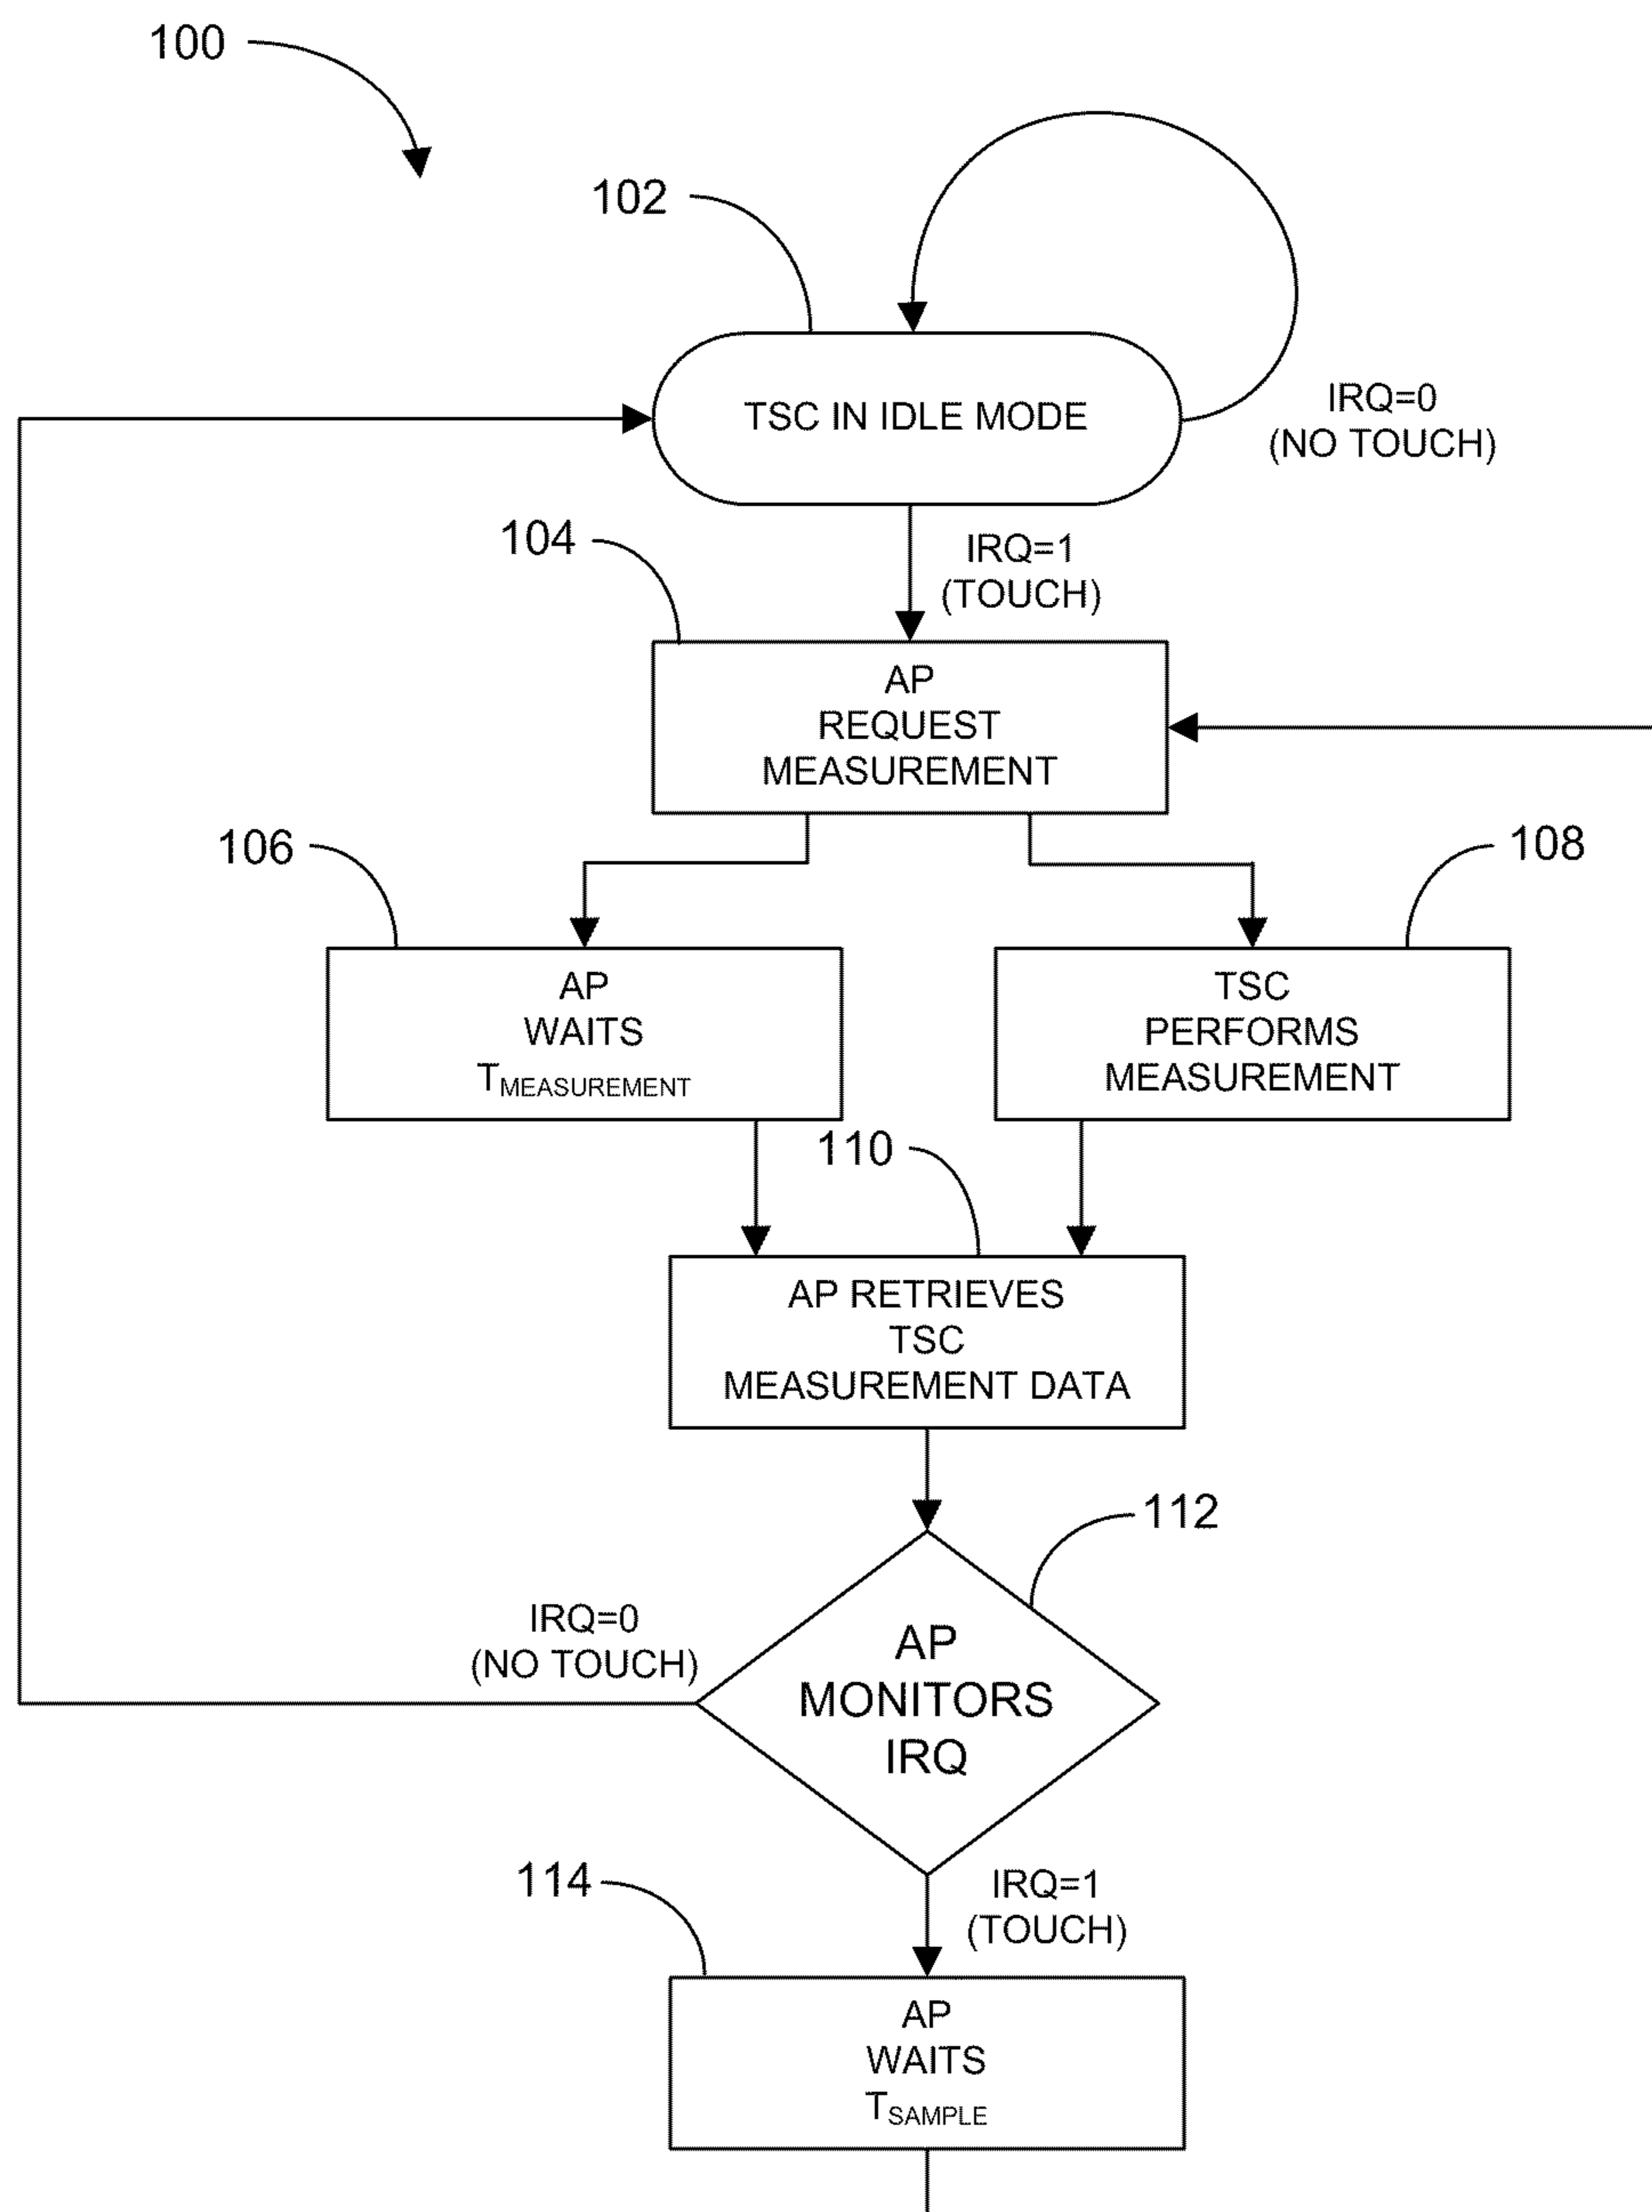 100
102
TSC IN IDLE MODE
IRQ=0
(NO TOUCH)
104
IRQ=1
(TOUCH)
AP
REQUEST
MEASUREMENT
106
108
AP
WAITS
TMEASUREMENT
TSC
PERFORMS
MEASUREMENT
110
AP RETRIEVES
TSC
MEASUREMENT DATA
112
IRQ=0
(NO TOUCH)
AP
MONITORS
IRQ
114
IRQ=1
(TOUCH)
AP
WAITS
TSAMPLE